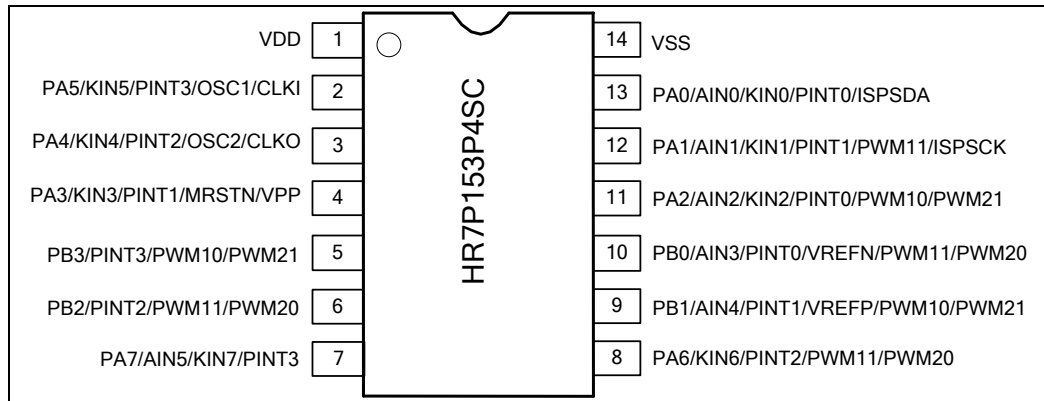 VDD 1 14 VSS
PA5/KIN5/PINT3/OSC1/CLKI 2 13 PA0/AIN0/KIN0/PINT0/ISPSDA
PA4/KIN4/PINT2/OSC2/CLKO 3 12 PA1/AIN1/KIN1/PINT1/PWM11/ISPSCK
PA3/KIN3/PINT1/MRSTN/VPP 4 11 PA2/AIN2/KIN2/PINT0/PWM10/PWM21
PB3/PINT3/PWM10/PWM21 5 10 PB0/AIN3/PINT0/VREFN/PWM11/PWM20
PB2/PINT2/PWM11/PWM20 6 9 PB1/AIN4/PINT1/VREFP/PWM10/PWM21
PA7/AIN5/KIN7/PINT3 7 8 PA6/KIN6/PINT2/PWM11/PWM20
HR7P153P4SC